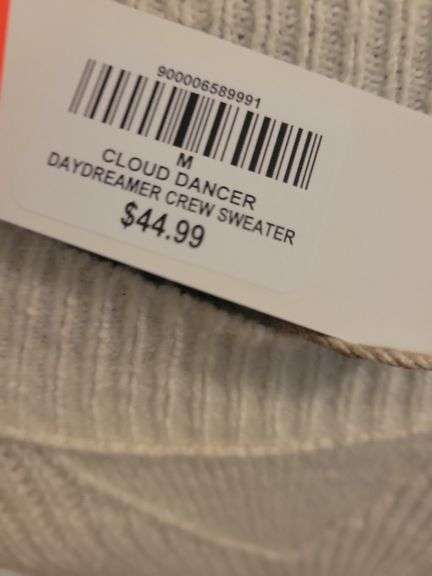 900006589991
M
CLOUD DANCER
DAYDREAMER CREW SWEATER
$44.99